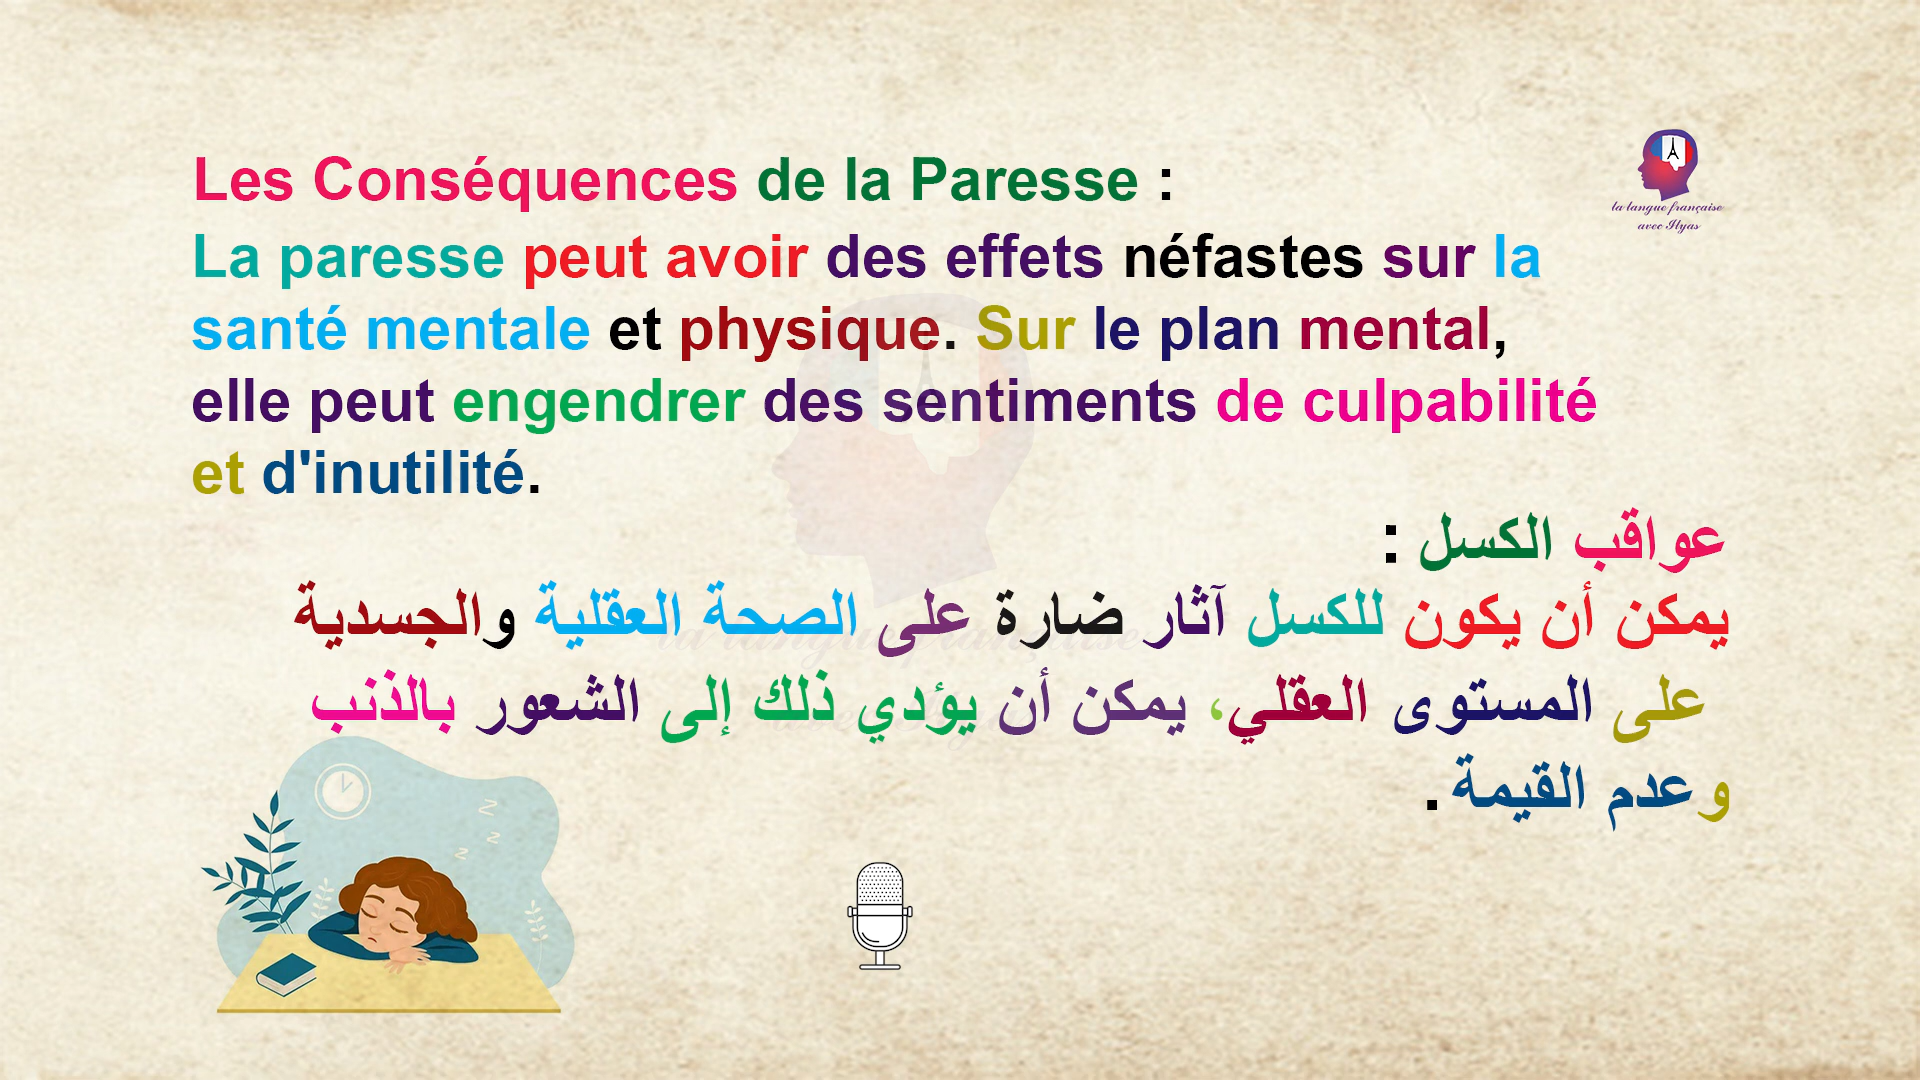 la langue française
avec Ilyas
Les Conséquences de la Paresse :
La paresse peut avoir des effets néfastes sur la
santé mentale et physique. Sur le plan mental,
elle peut engendrer des sentiments de culpabilité
et d'inutilité.
عواقب الكسل :
يمكن أن يكون للكسل آثار ضارة على الصحة العقلية والجسدية
على المستوى العقلي، يمكن أن يؤدي ذلك إلى الشعور بالذنب
وعدم القيمة .
z
z
z